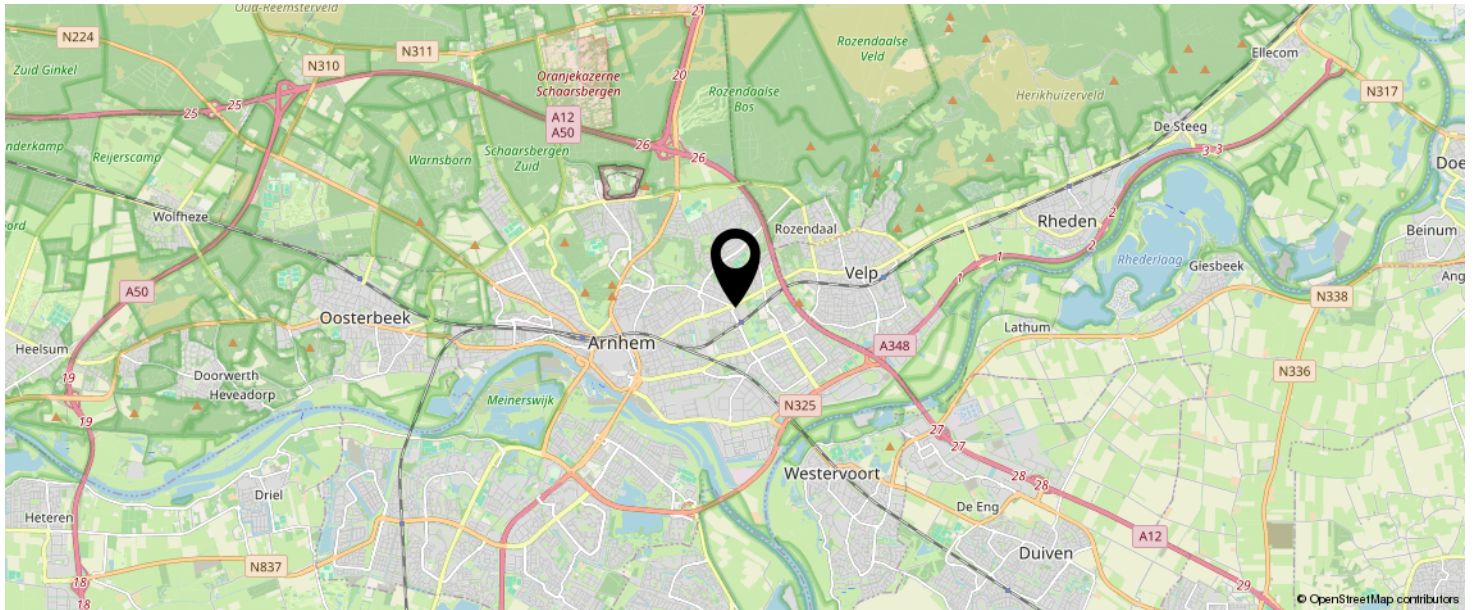 Oud-Reemsterveld
21
N224
N311
Zuid Ginkel
N310
20
Oranjekazerne
Schaarsbergen
Rozendaalse
Veld
Rozendaalse
Bos
Herikhuizerveld
Ellecom
N317
25
25
A12
A50
26
26
De Steeg
3
3
Doe
nderkamp
Reijerscamp
Warnsborn
Schaarsbergen
Zuid
Wolfheze
ord
Rozendaal
Rheden
2
2
Beinum
Velp
1
1
Rhederlaag
Giesbeek
Ang
A50
N338
Oosterbeek
Arnhem
Lathum
A348
Heelsum
19
19
Doorwerth
Heveadorp
Meinerswijk
N336
N325
27
27
Westervoort
28
28
Driel
De Eng
Heteren
Duiven
A12
N837
18
18
29
© OpenStreetMap contributors